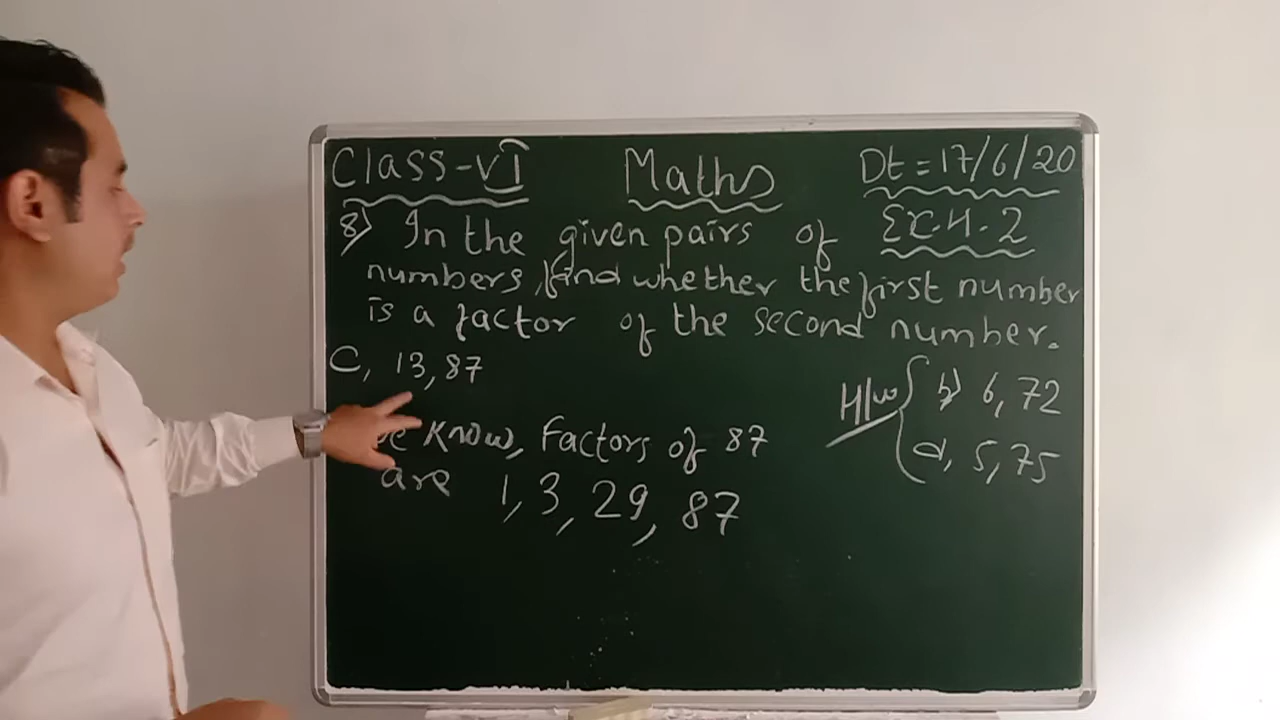 Class-VI Maths Dt=17/6/20
8) In the given pairs of Ex.4.2
numbers, find whether the first number
is a factor of the second number.
C, 13, 87
H/w b) 6, 72
d, 5, 75
know, Factors of 87
are 1, 3, 29, 87